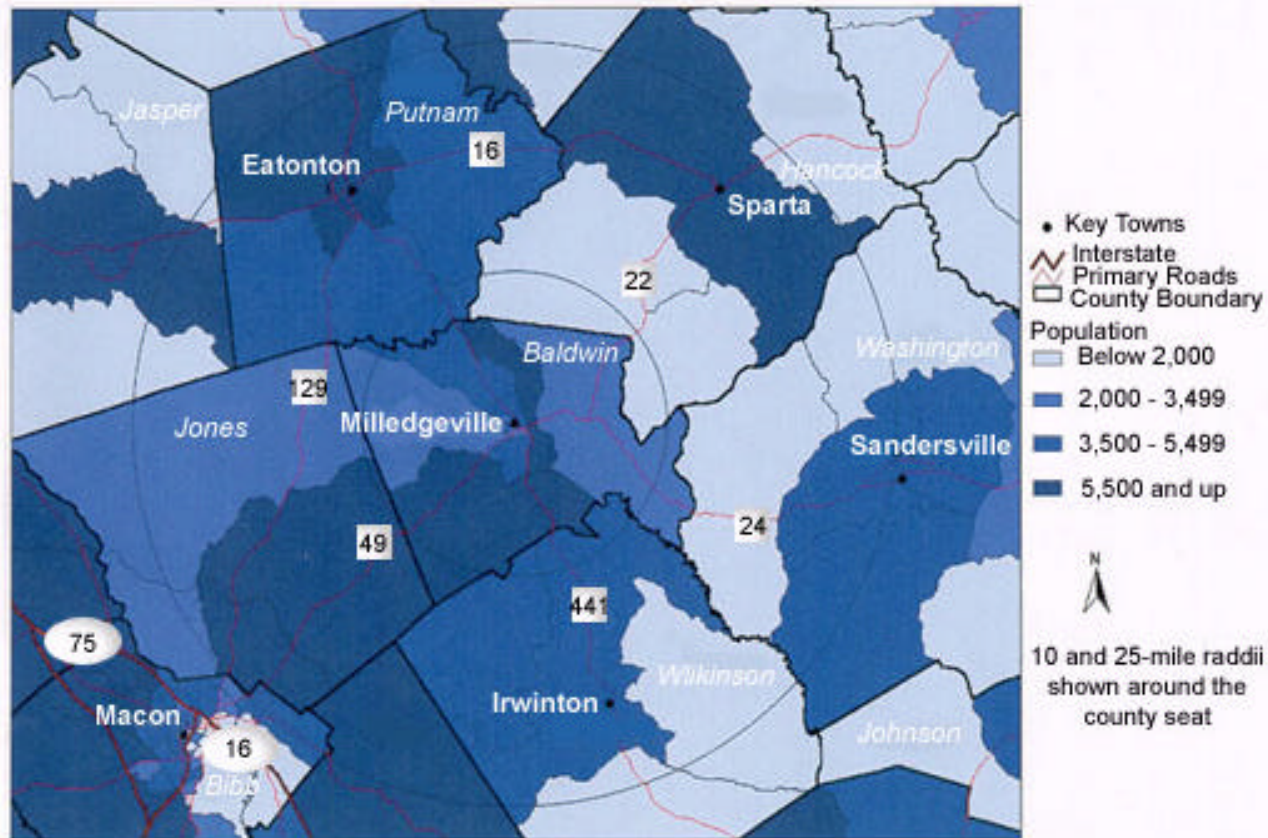 Jasper
Putnam
16
Eatonton
Hancock
Sparta
22
Baldwin
Washington
129
Jones
Milledgeville
Sandersville
24
49
441
75
Wilkinson
Irwinton
Macon
16
Johnson
Bibb
Key Towns
Interstate
Primary Roads
County Boundary
Population
Below 2,000
2,000 - 3,499
3,500 - 5,499
5,500 and up
N
10 and 25-mile raddii
shown around the
county seat